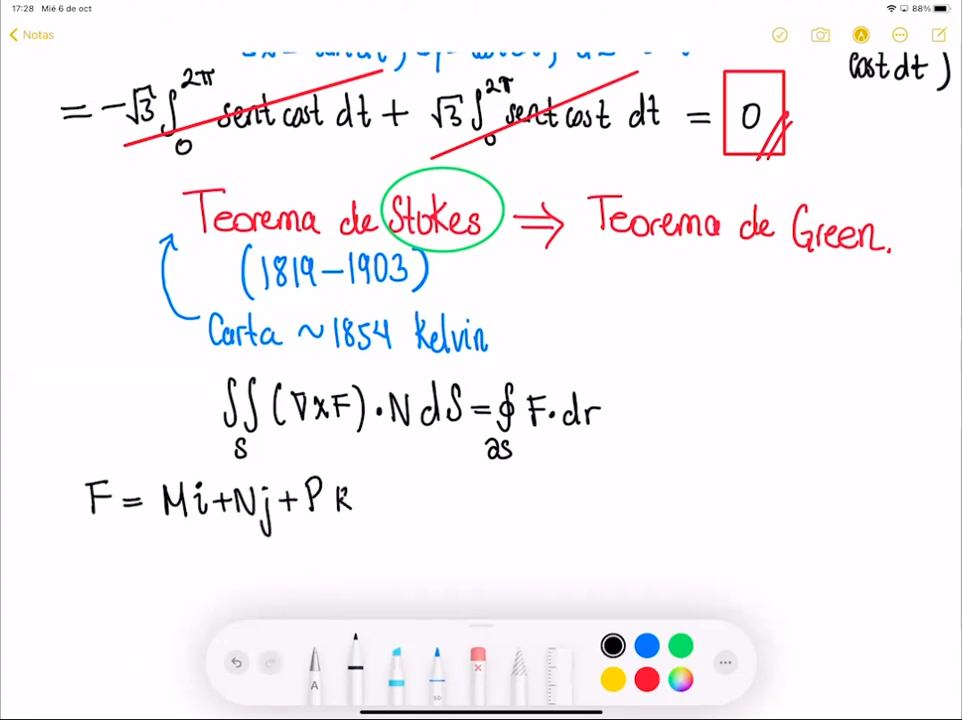 17:28 Mié 6 de oct 88%
Notas
cost dt )
= -√3 ∫₀^2π sent cost dt + √3 ∫₀^2π sent cost dt = 0
Teorema de Stokes ⇒ Teorema de Green.
(1819-1903)
Carta ~1854 Kelvin
∬_S (∇×F)·N dS = ∮_∂S F·dr
F = Mi+Nj+Pk
A
50